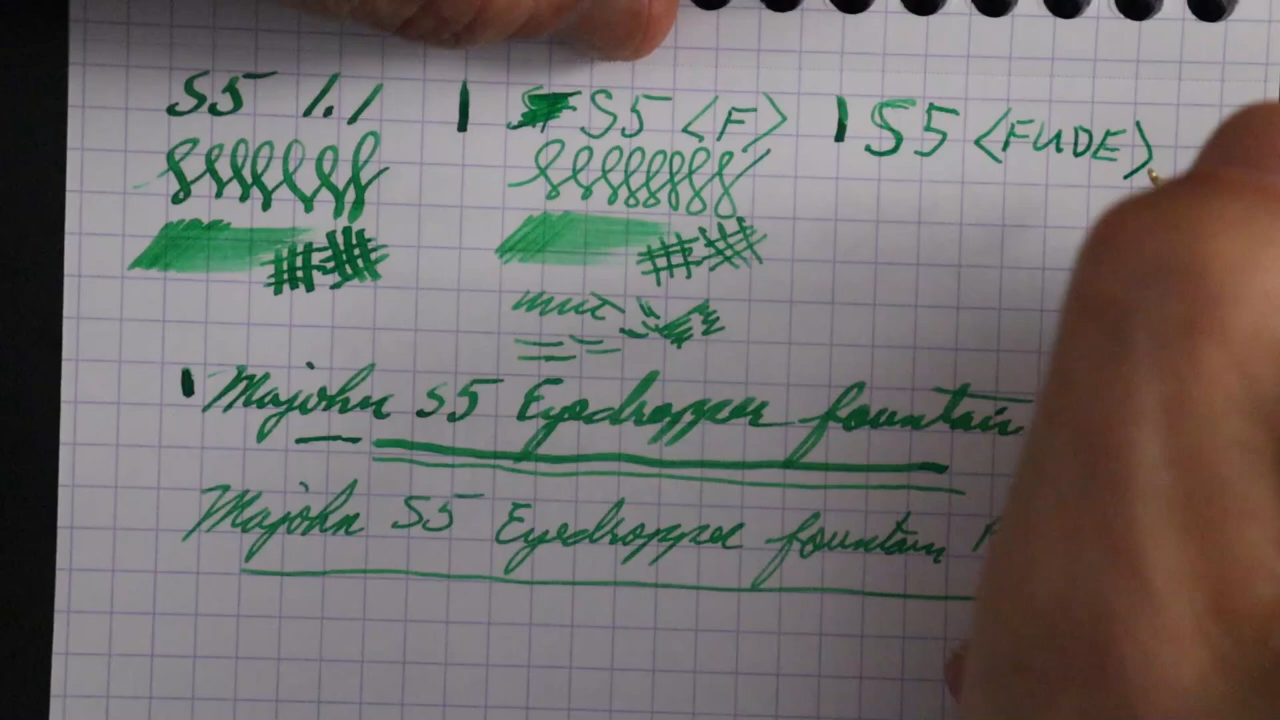 S5 1.1 S5 <F> S5 <FUDE>
Majohn S5 Eyedropper fountain
Majohn S5 Eyedropper fountain P